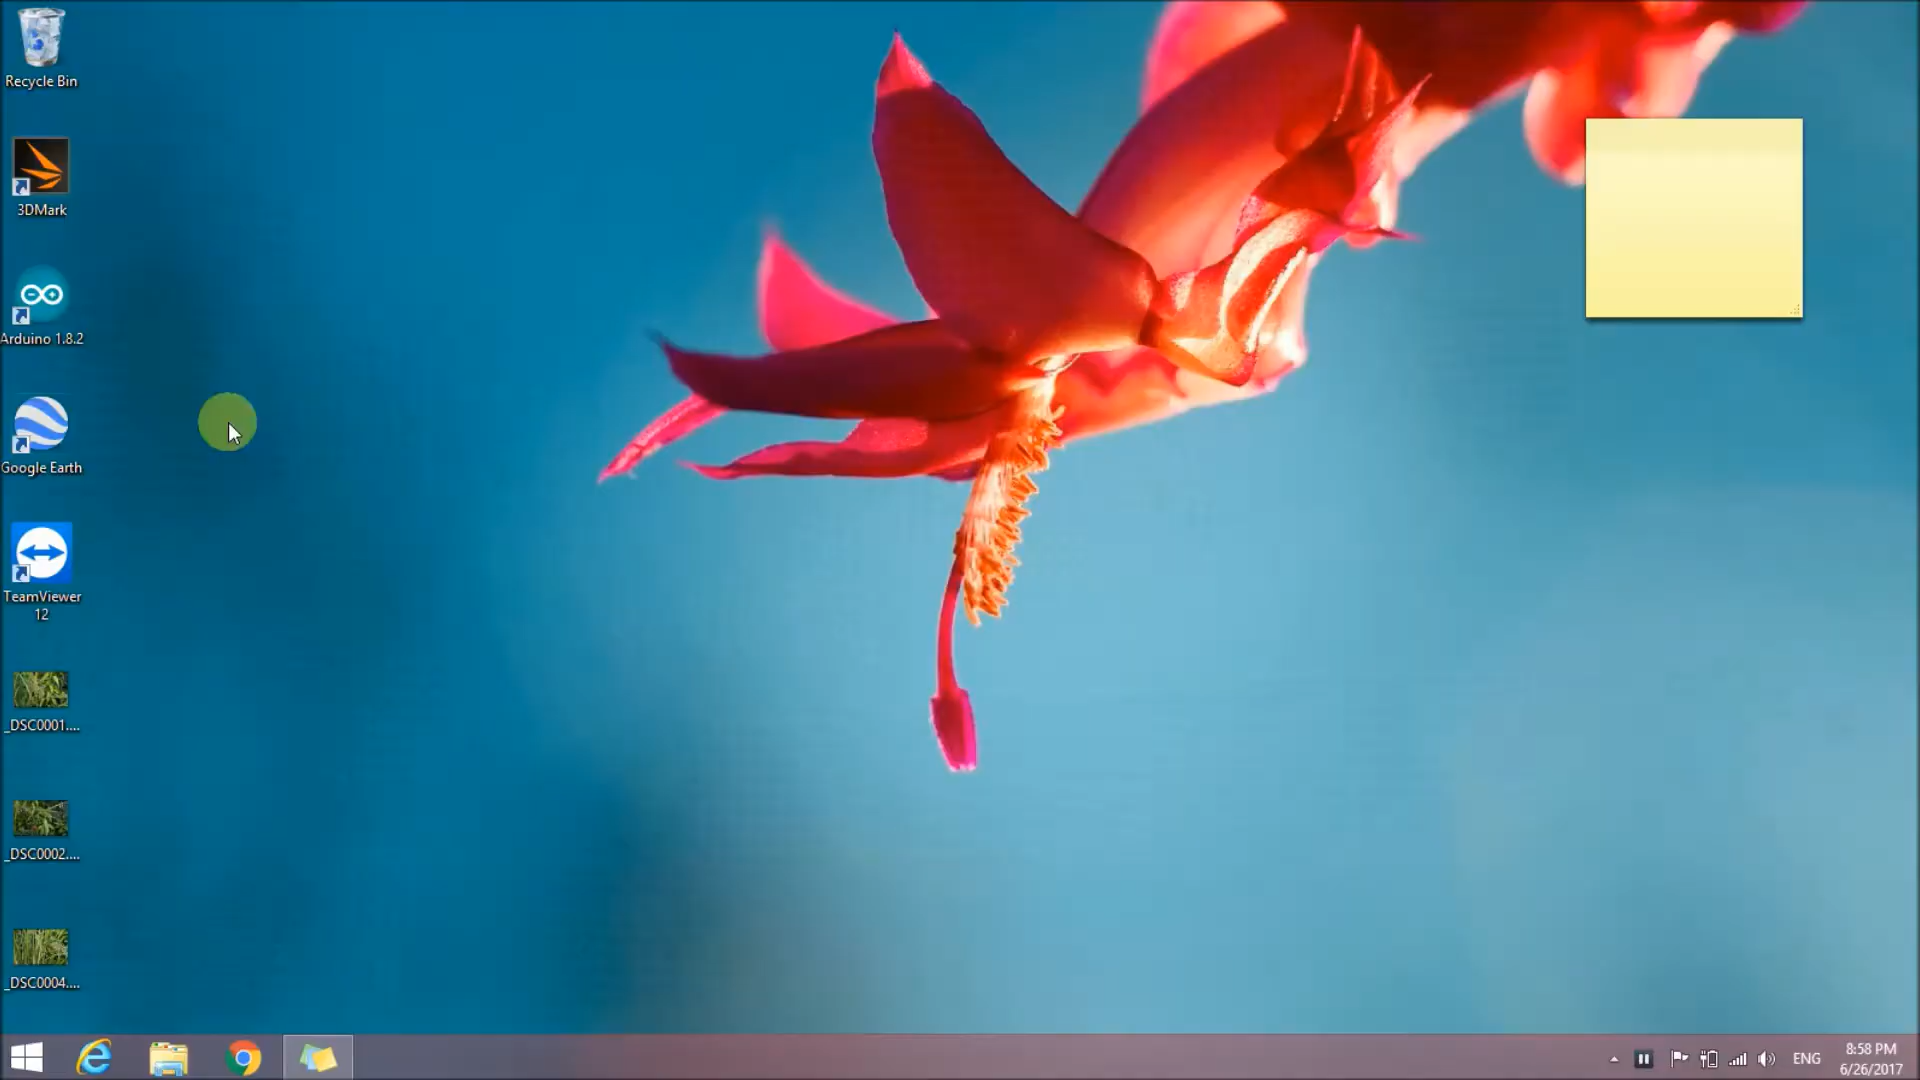 Recycle Bin
3DMark
Arduino 1.8.2
Google Earth
TeamViewer
12
_DSC0001....
_DSC0002....
_DSC0004....
ENG
8:58 PM
6/26/2017